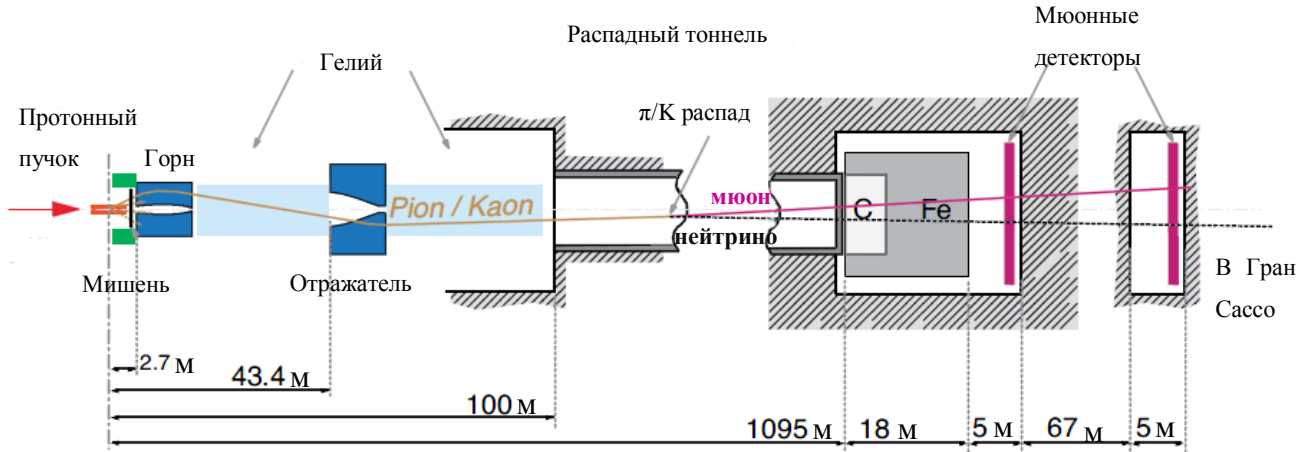 Распадный тоннель
Мюонные
детекторы
Гелий
Протонный
пучок
Горн
π/K распад
Pion / Kaon
мюон
нейтрино
C
Fe
Мишень
Отражатель
В Гран
Сассо
2.7 м
43.4 м
100 м
1095 м
18 м
5 м
67 м
5 м